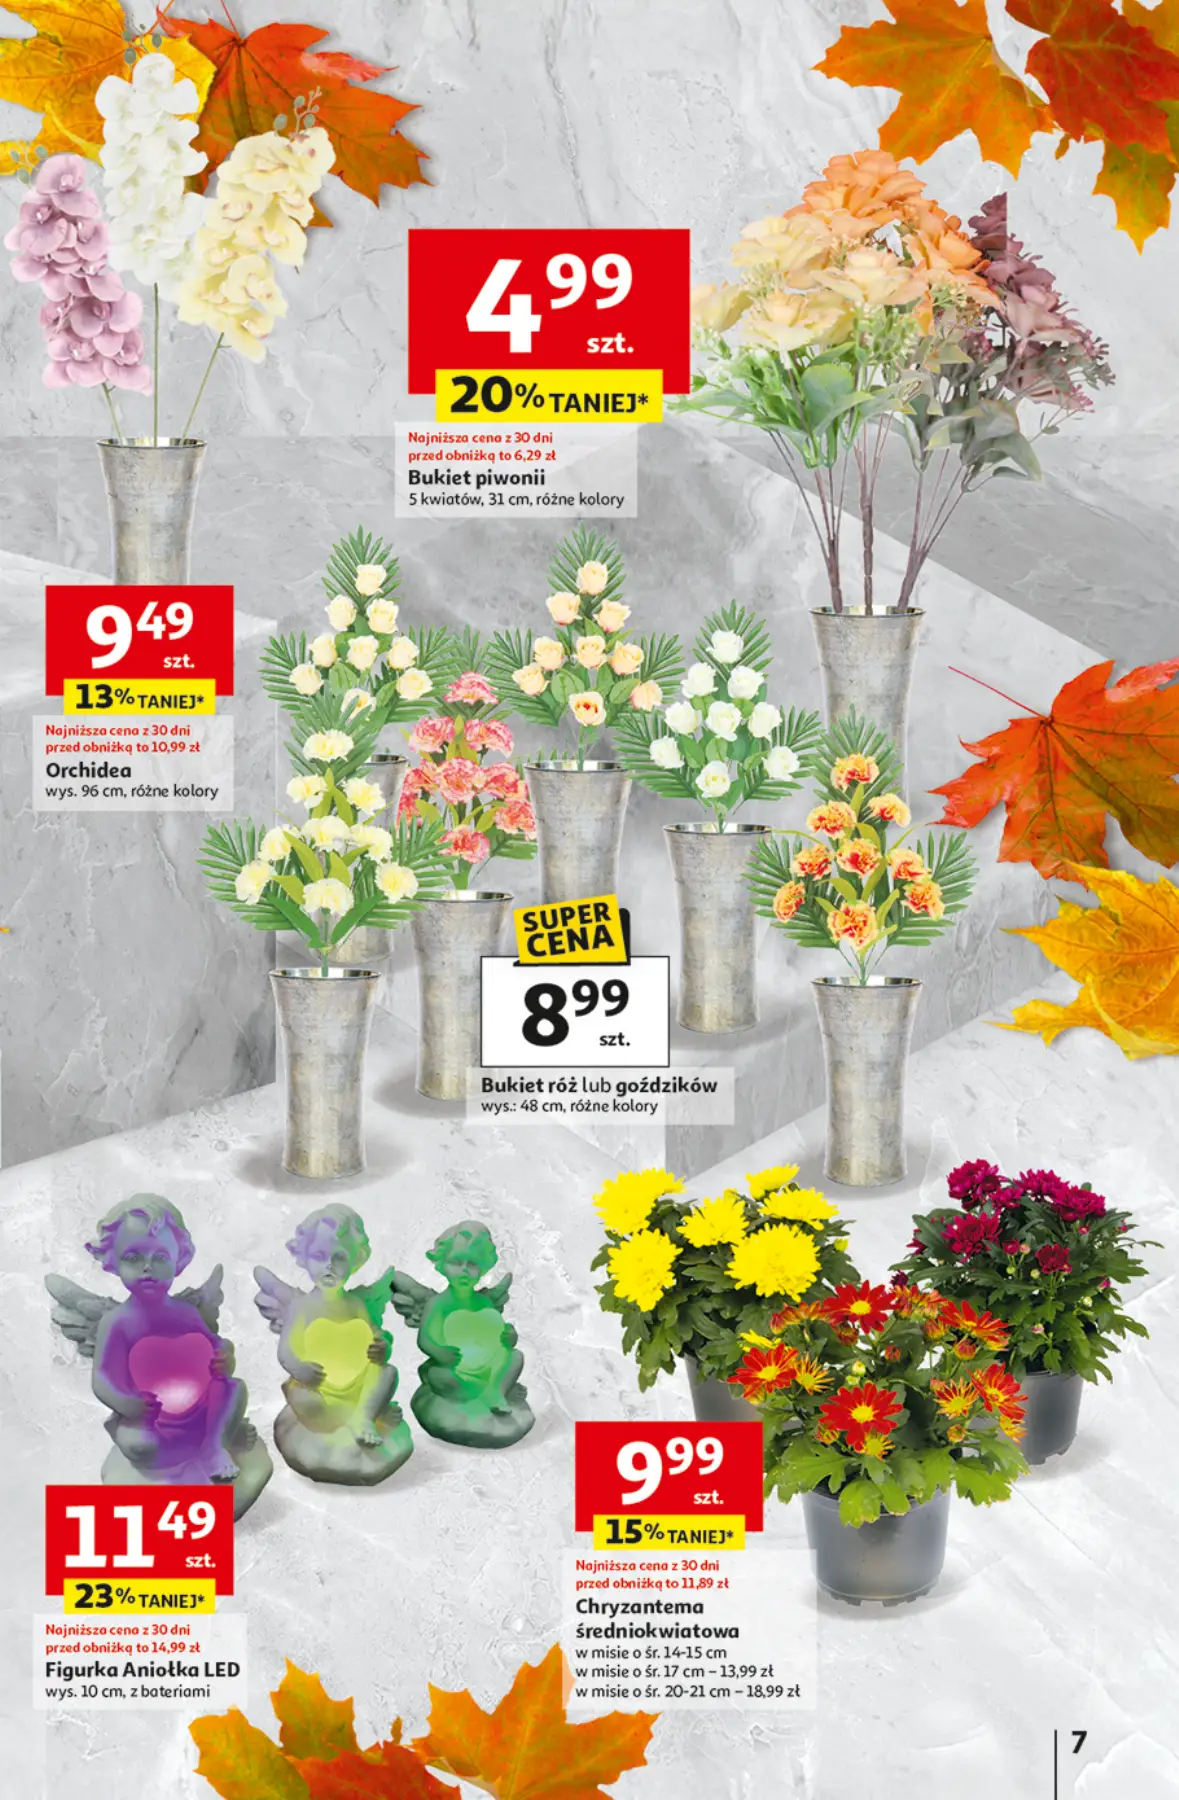 4 99
szt.
20% TANIEJ*
Najniższa cena z 30 dni
przed obniżką to 6,29 zł
Bukiet piwonii
5 kwiatów, 31 cm, różne kolory
9 49
szt.
13% TANIEJ*
Najniższa cena z 30 dni
przed obniżką to 10,99 zł
Orchidea
wys. 96 cm, różne kolory
SUPER
CENA
8 99
szt.
Bukiet róż lub goździków
wys.: 48 cm, różne kolory
11 49
szt.
23% TANIEJ*
Najniższa cena z 30 dni
przed obniżką to 14,99 zł
Figurka Aniołka LED
wys. 10 cm, z bateriami
9 99
szt.
15% TANIEJ*
Najniższa cena z 30 dni
przed obniżką to 11,89 zł
Chryzantema
średniokwiatowa
w misie o śr. 14-15 cm
w misie o śr. 17 cm – 13,99 zł
w misie o śr. 20-21 cm – 18,99 zł
7